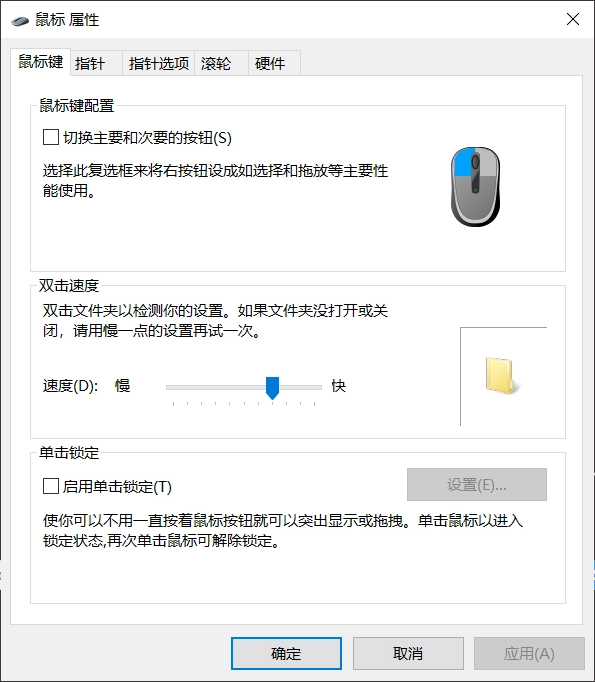 鼠标 属性
鼠标键 指针 指针选项 滚轮 硬件
鼠标键配置
切换主要和次要的按钮(S)
选择此复选框来将右按钮设成如选择和拖放等主要性
能使用。
双击速度
双击文件夹以检测你的设置。如果文件夹没打开或关
闭，请用慢一点的设置再试一次。
速度(D): 慢 快
单击锁定
启用单击锁定(T) 设置(E)...
使你可以不用一直按着鼠标按钮就可以突出显示或拖拽。单击鼠标以进入
锁定状态,再次单击鼠标可解除锁定。
确定 取消 应用(A)